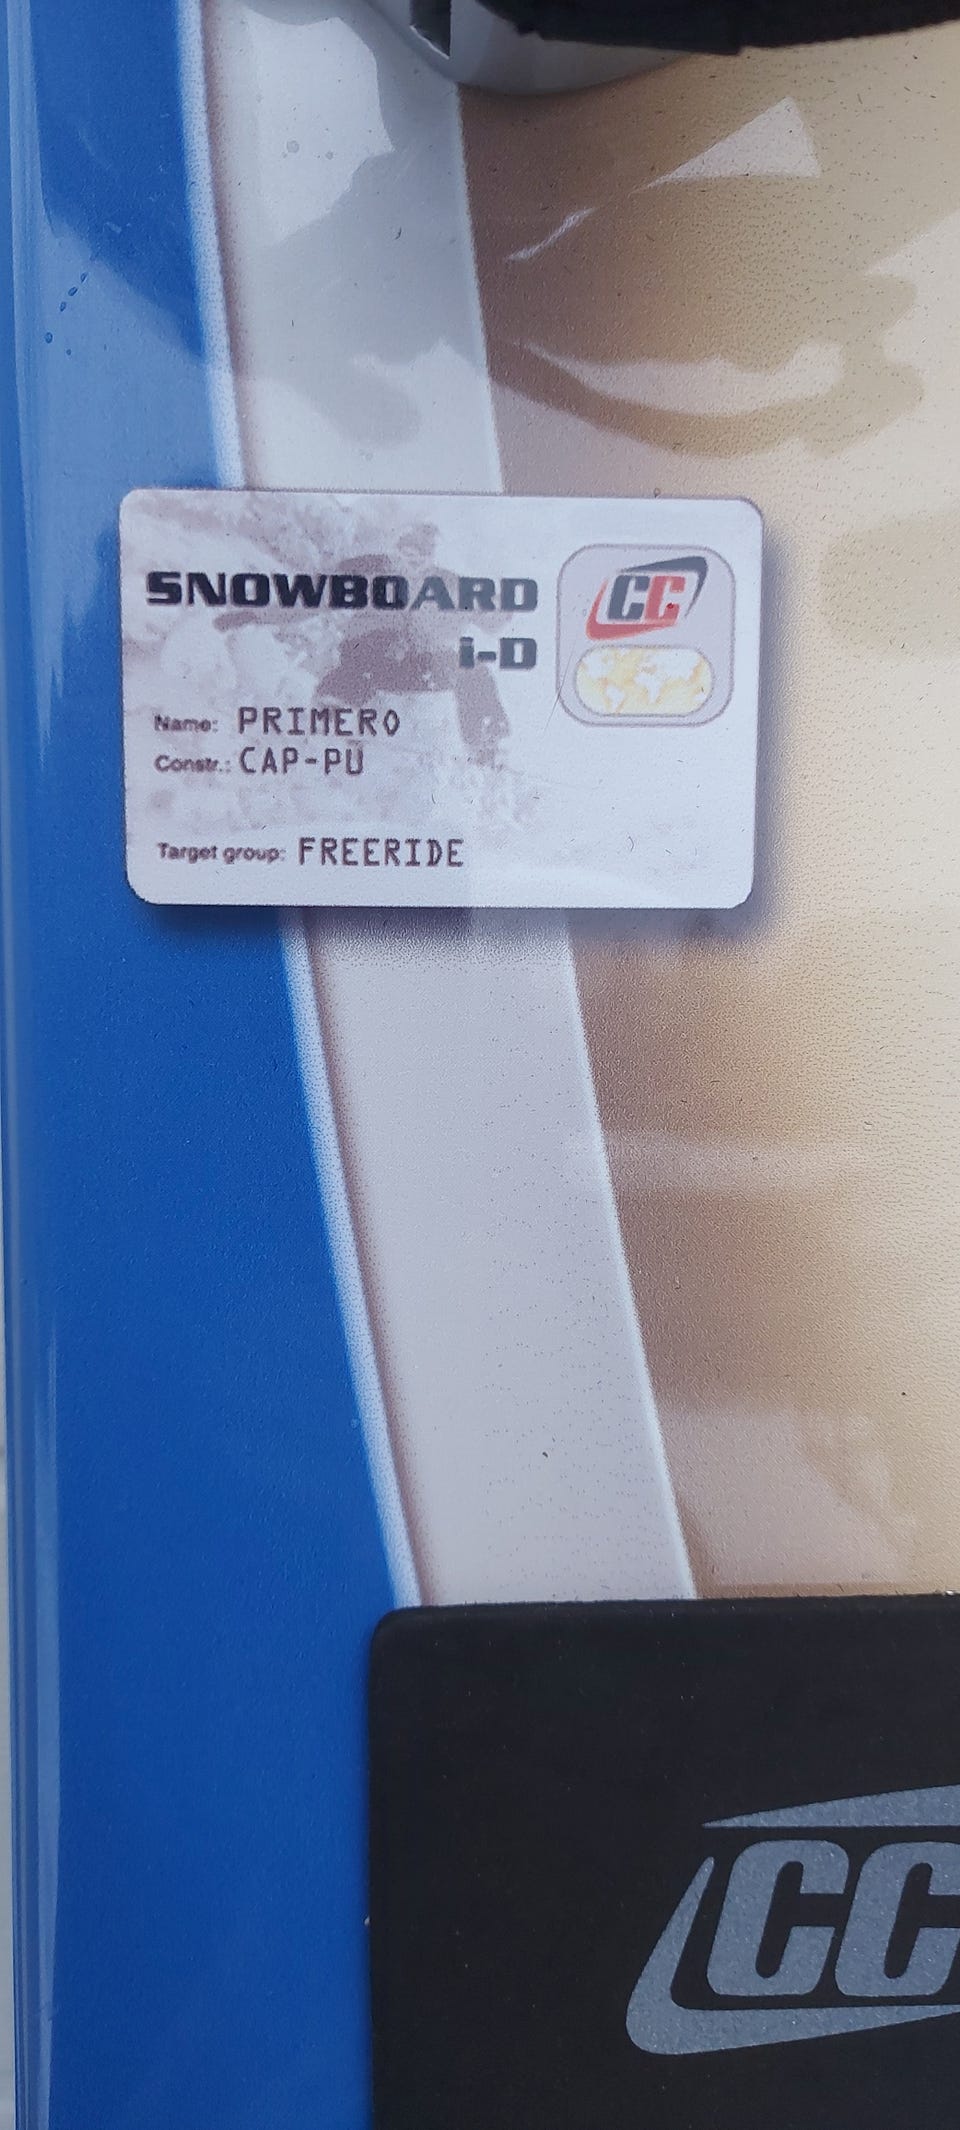 SNOWBOARD
i-D
CC
Name: PRIMERO
Constr.: CAP-PU
Target group: FREERIDE
CC